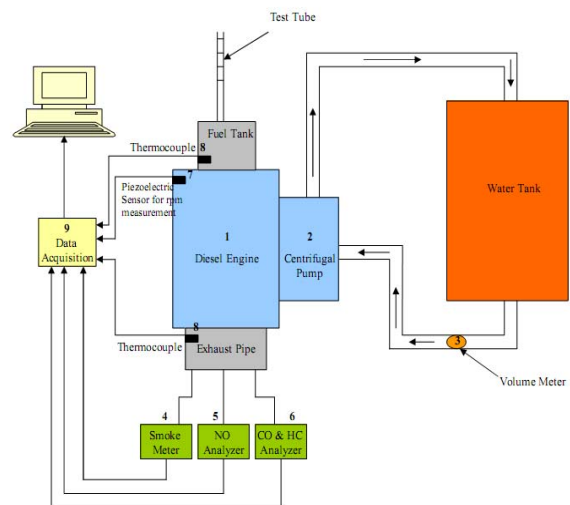 Test Tube
Fuel Tank
Thermocouple 8
7
Piezoelectric
Sensor for rpm
measurement
9
Data
Acquisition
1
Diesel Engine
2
Centrifugal
Pump
Water Tank
8
Thermocouple
Exhaust Pipe
3
Volume Meter
4
Smoke
Meter
5
NO
Analyzer
6
CO & HC
Analyzer